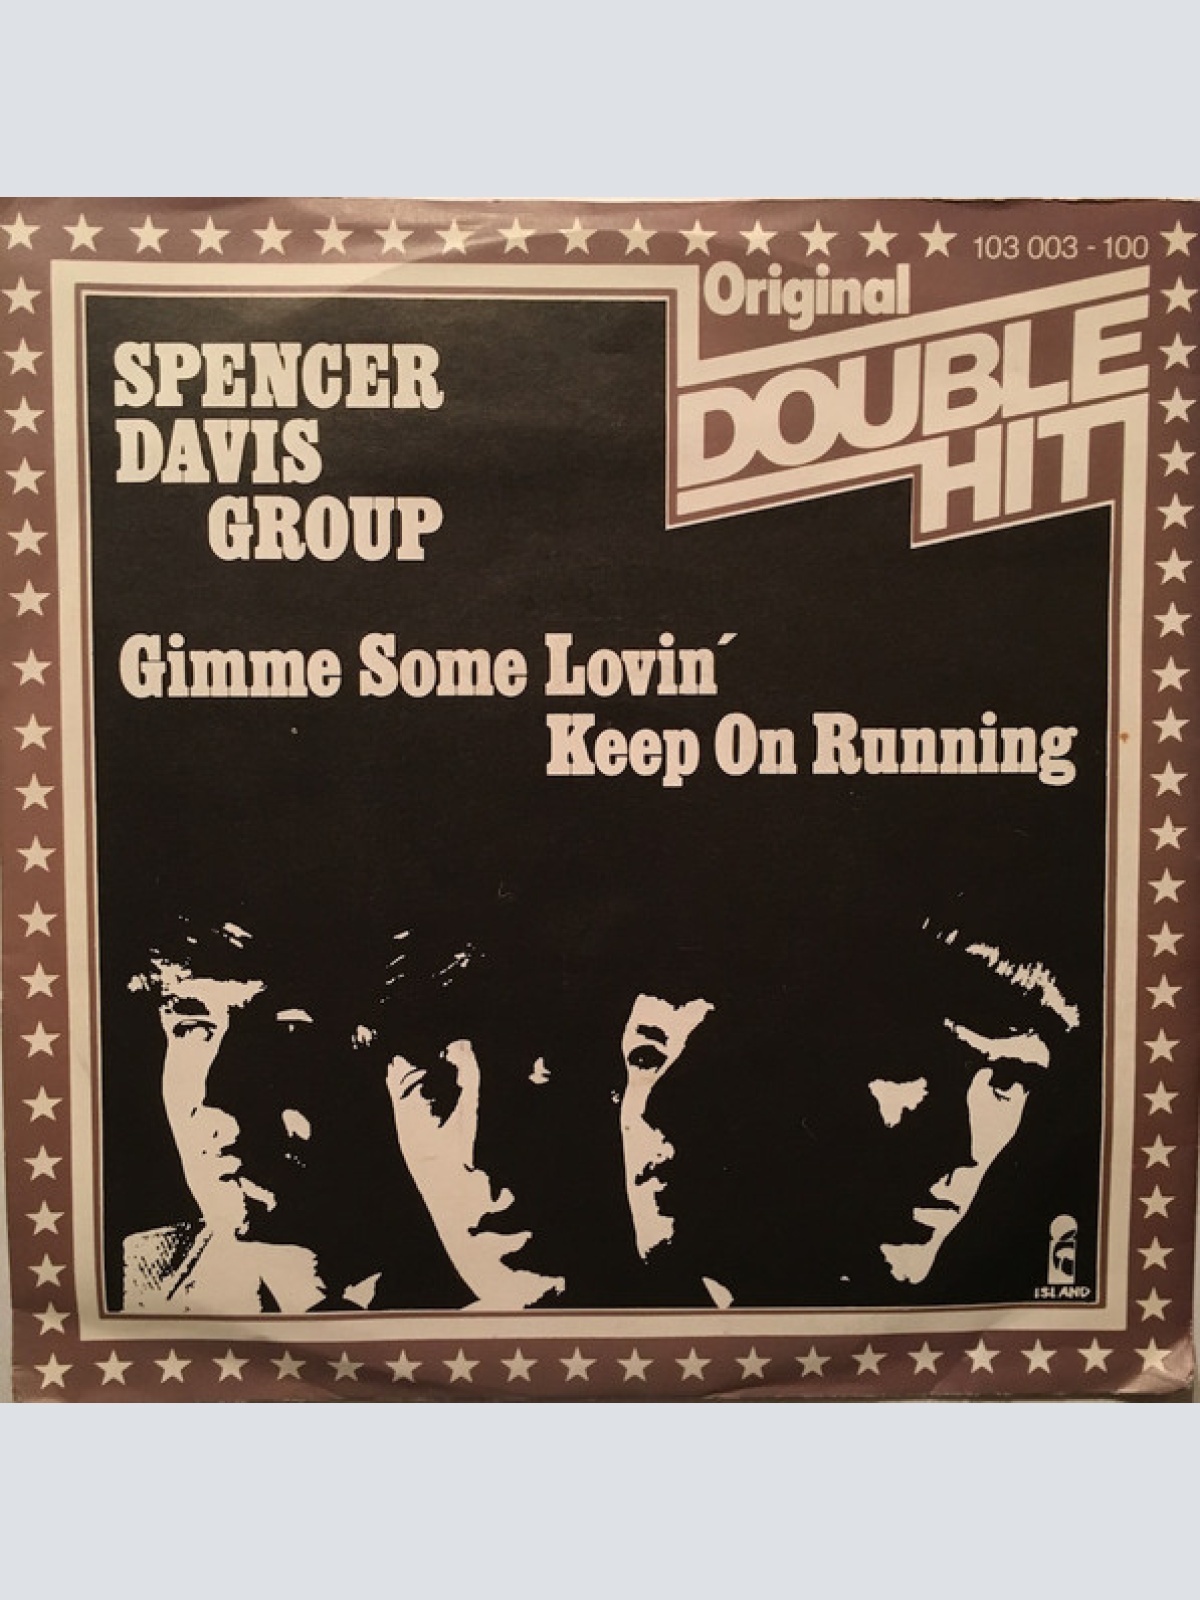 103 003 - 100
Original
DOUBLE
HIT
SPENCER
DAVIS
GROUP
Gimme Some Lovin´
Keep On Running
ISLAND